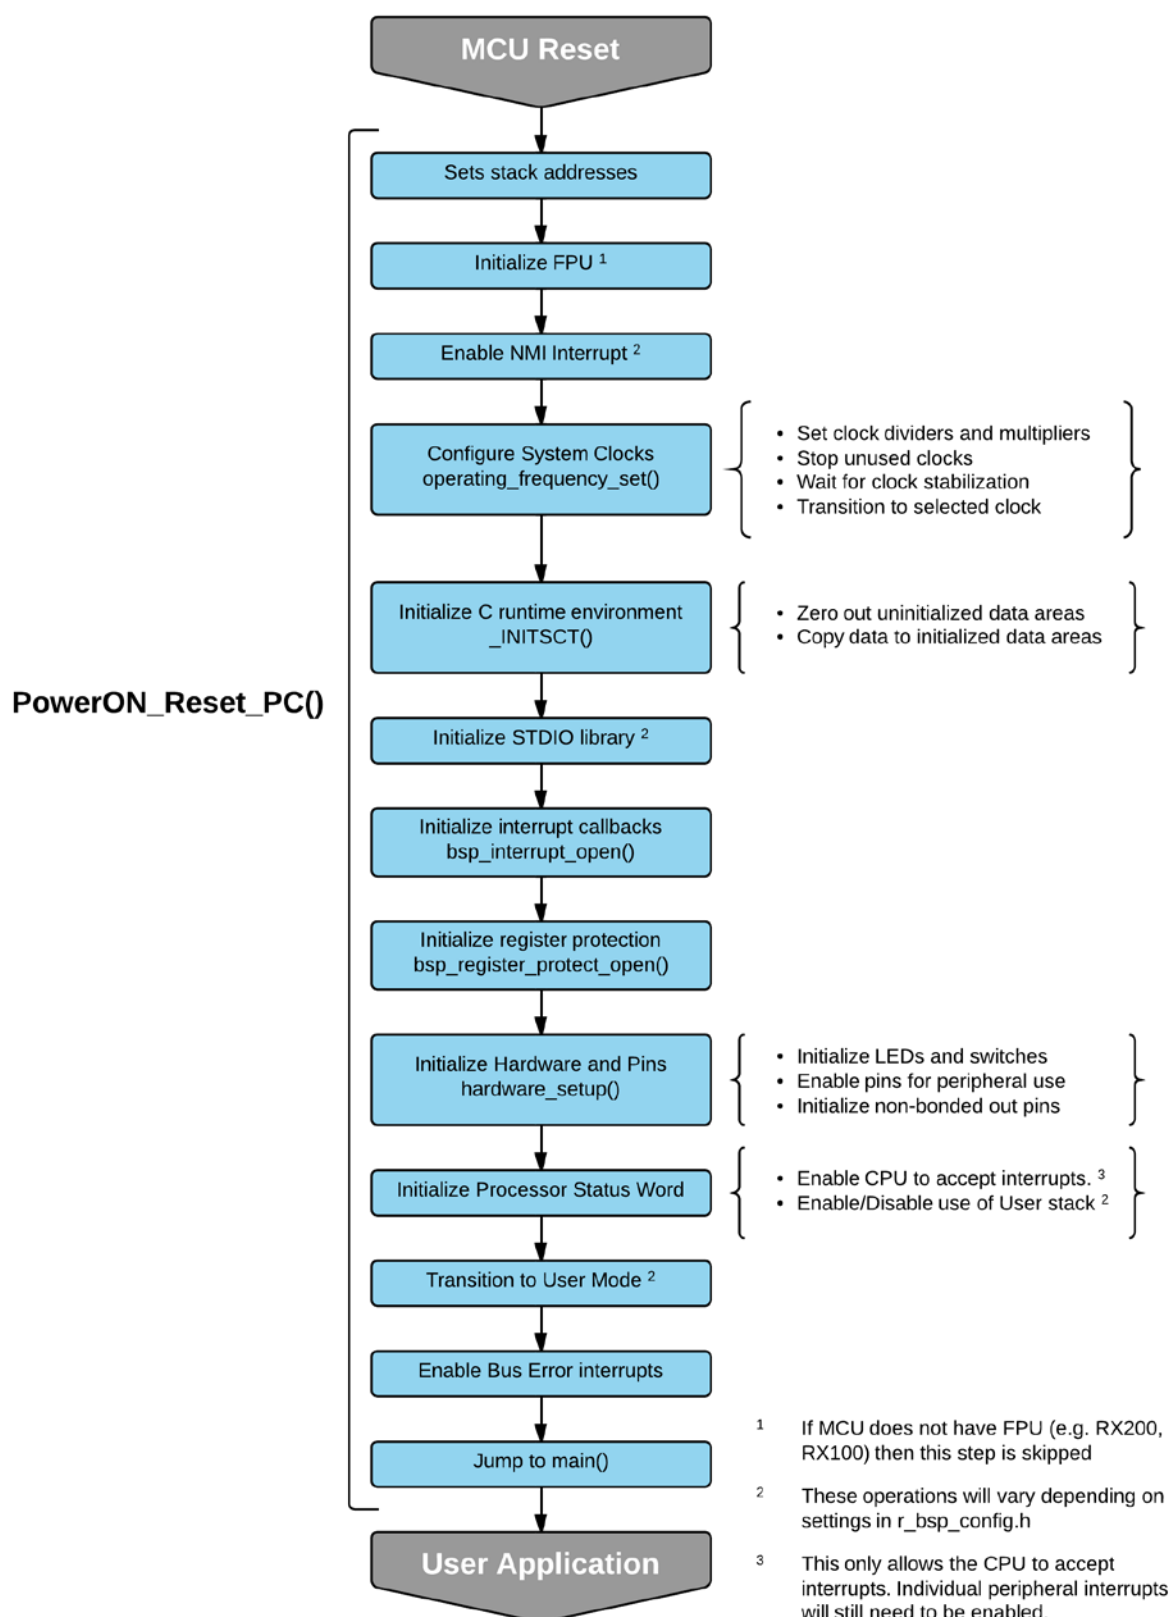 MCU Reset
Sets stack addresses
Initialize FPU ¹
Enable NMI Interrupt ²
Configure System Clocks
operating_frequency_set()
• Set clock dividers and multipliers
• Stop unused clocks
• Wait for clock stabilization
• Transition to selected clock
Initialize C runtime environment
_INITSCT()
• Zero out uninitialized data areas
• Copy data to initialized data areas
PowerON_Reset_PC()
Initialize STDIO library ²
Initialize interrupt callbacks
bsp_interrupt_open()
Initialize register protection
bsp_register_protect_open()
Initialize Hardware and Pins
hardware_setup()
• Initialize LEDs and switches
• Enable pins for peripheral use
• Initialize non-bonded out pins
Initialize Processor Status Word
• Enable CPU to accept interrupts. ³
• Enable/Disable use of User stack ²
Transition to User Mode ²
Enable Bus Error interrupts
Jump to main()
User Application
¹ If MCU does not have FPU (e.g. RX200,
RX100) then this step is skipped
² These operations will vary depending on
settings in r_bsp_config.h
³ This only allows the CPU to accept
interrupts. Individual peripheral interrupts
will still need to be enabled